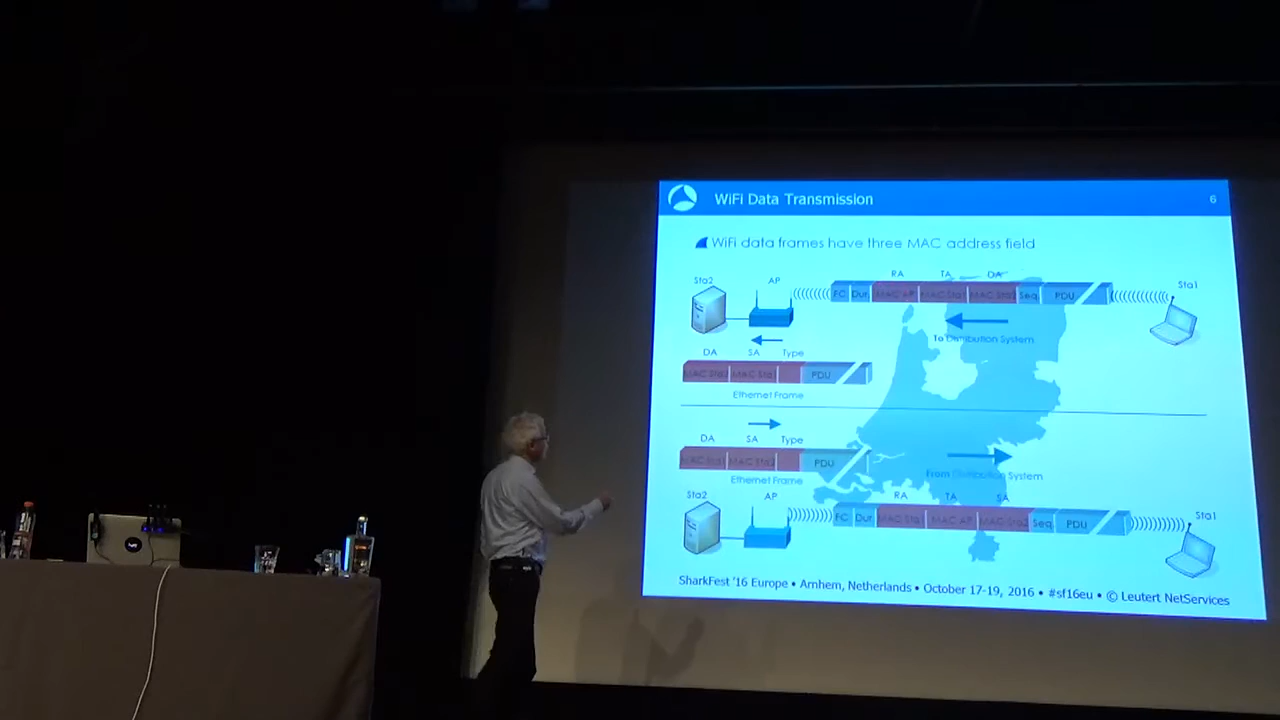 WiFi Data Transmission
6
WiFi data frames have three MAC address field
RA TA DA
Sta2 AP Sta1
FC Dur MAC AP MAC Sta1 MAC Sta2 Seq PDU
To Distribution System
DA SA Type
MAC Sta2 MAC Sta1 PDU
Ethernet Frame
DA SA Type
MAC Sta1 MAC Sta2 PDU
From Distribution System
Ethernet Frame
Sta2 AP RA TA SA Sta1
FC Dur MAC Sta1 MAC AP MAC Sta2 Seq PDU
SharkFest '16 Europe • Arnhem, Netherlands • October 17-19, 2016 • #sf16eu • © Leutert NetServices